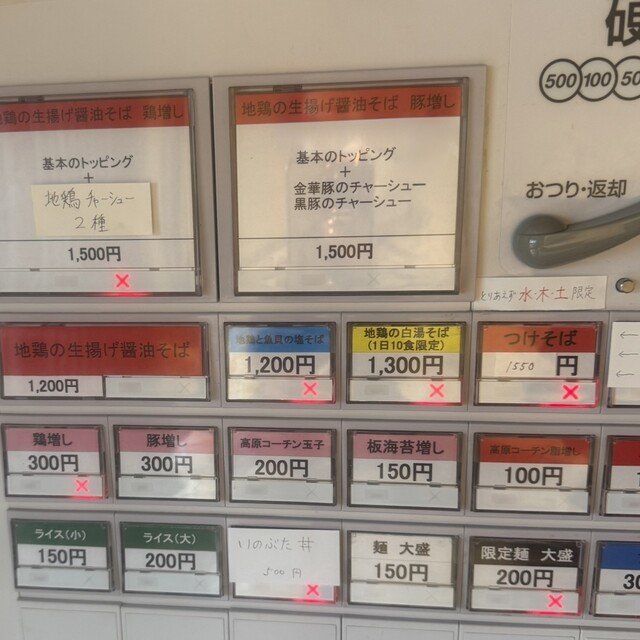 硬
500 100 50
地鶏の生揚げ醤油そば 鶏増し
基本のトッピング
+
地鶏チャーシュー
2種
1,500円
地鶏の生揚げ醤油そば 豚増し
基本のトッピング
+
金華豚のチャーシュー
黒豚のチャーシュー
1,500円
おつり・返却
とりあえず水・木・土限定
地鶏の生揚げ醤油そば
1,200円
地鶏と魚貝の塩そば
1,200円
地鶏の白湯そば
(1日10食限定)
1,300円
つけそば
1550 円
鶏増し
300円
豚増し
300円
高原コーチン玉子
200円
板海苔増し
150円
高原コーチン脂増し
100円
ライス(小)
150円
ライス(大)
200円
いのぶた丼
500円
麺 大盛
150円
限定麺 大盛
200円